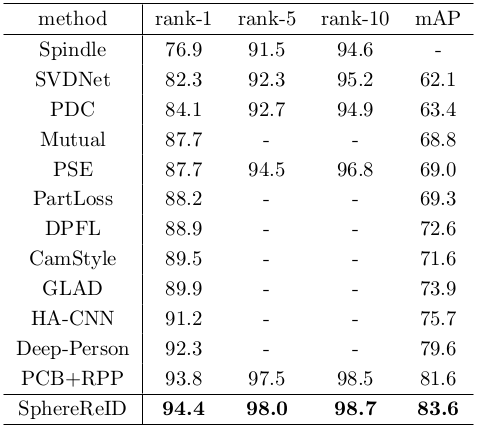 method rank-1 rank-5 rank-10 mAP
Spindle 76.9 91.5 94.6 -
SVDNet 82.3 92.3 95.2 62.1
PDC 84.1 92.7 94.9 63.4
Mutual 87.7 - - 68.8
PSE 87.7 94.5 96.8 69.0
PartLoss 88.2 - - 69.3
DPFL 88.9 - - 72.6
CamStyle 89.5 - - 71.6
GLAD 89.9 - - 73.9
HA-CNN 91.2 - - 75.7
Deep-Person 92.3 - - 79.6
PCB+RPP 93.8 97.5 98.5 81.6
SphereReID 94.4 98.0 98.7 83.6